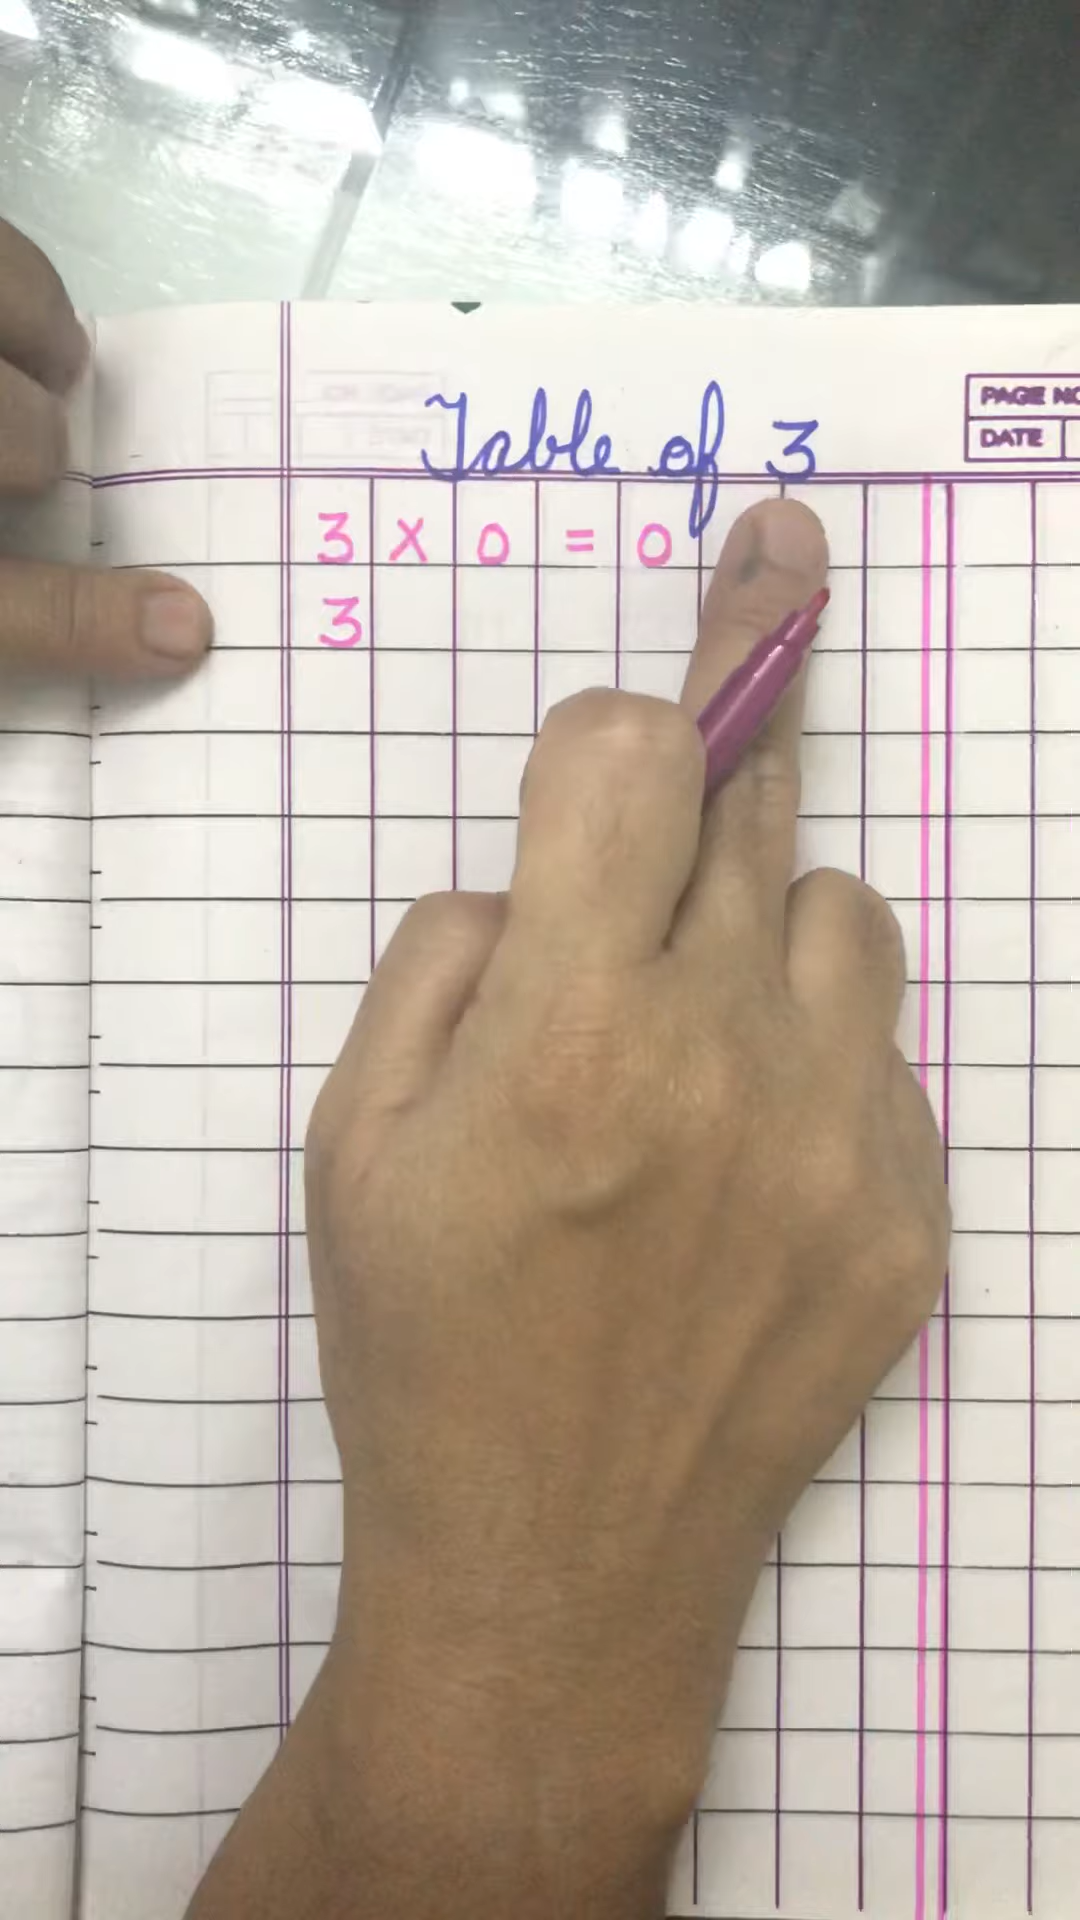 Table of 3
PAGE NO
DATE
3 X 0 = 0
3